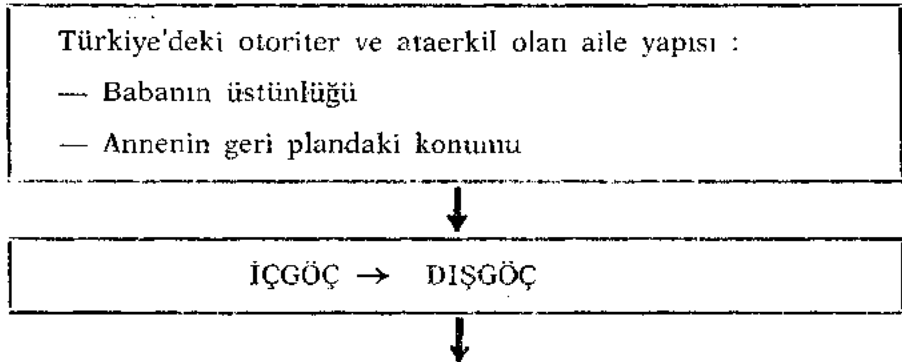 Türkiye'deki otoriter ve ataerkil olan aile yapısı :
— Babanın üstünlüğü
— Annenin geri plandaki konumu
İÇGÖÇ → DIŞGÖÇ